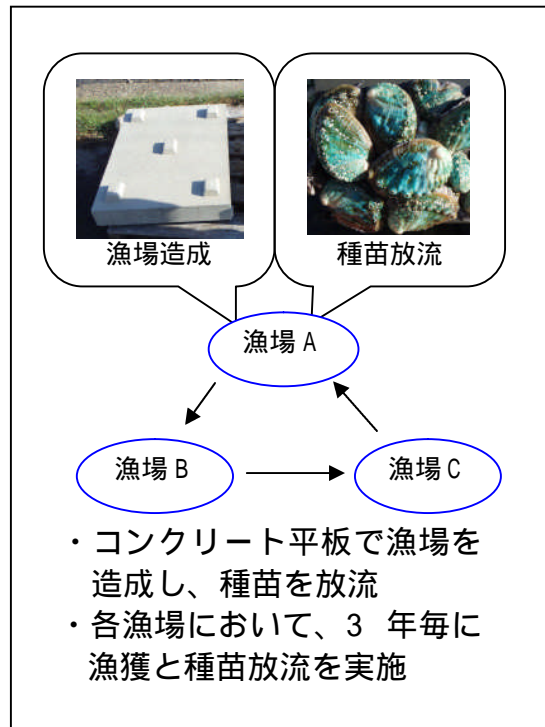 漁場造成
種苗放流
漁場 A
漁場 B
漁場 C
・コンクリート平板で漁場を
造成し、種苗を放流
・各漁場において、3 年毎に
漁獲と種苗放流を実施